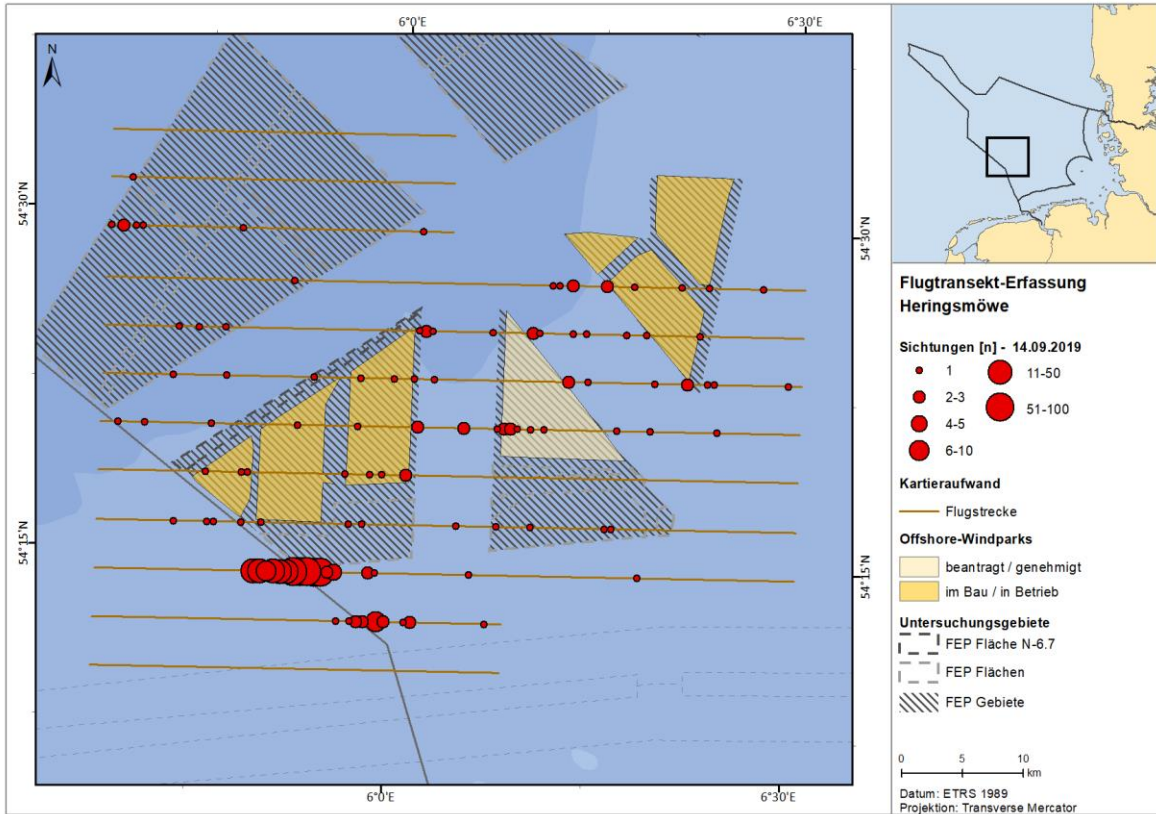 6°0'E
6°30'E
N
54°30'N
54°30'N
54°15'N
54°15'N
6°0'E
6°30'E
Flugtransekt-Erfassung
Heringsmöwe
Sichtungen [n] - 14.09.2019
1
11-50
2-3
51-100
4-5
6-10
Kartieraufwand
Flugstrecke
Offshore-Windparks
beantragt / genehmigt
im Bau / in Betrieb
Untersuchungsgebiete
FEP Fläche N-6.7
FEP Flächen
FEP Gebiete
0 5 10
km
Datum: ETRS 1989
Projektion: Transverse Mercator